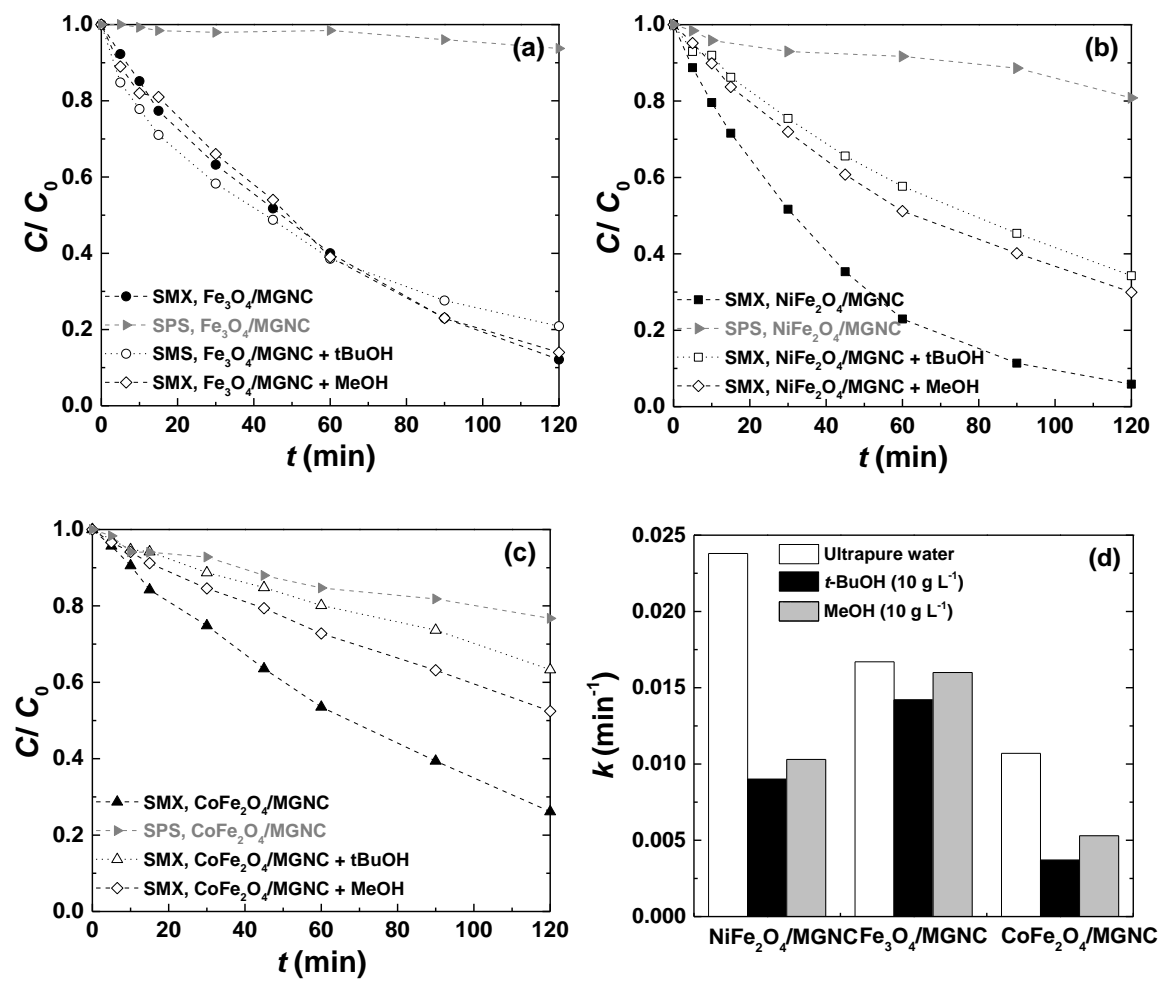 (a)
1.0
0.8
0.6
0.4
0.2
0.0
C/ C₀
SMX, Fe₃O₄/MGNC
SPS, Fe₃O₄/MGNC
SMS, Fe₃O₄/MGNC + tBuOH
SMX, Fe₃O₄/MGNC + MeOH
0 20 40 60 80 100 120
t (min)
(b)
1.0
0.8
0.6
0.4
0.2
0.0
C/ C₀
SMX, NiFe₂O₄/MGNC
SPS, NiFe₂O₄/MGNC
SMX, NiFe₂O₄/MGNC + tBuOH
SMX, NiFe₂O₄/MGNC + MeOH
0 20 40 60 80 100 120
t (min)
(c)
1.0
0.8
0.6
0.4
0.2
0.0
C/ C₀
SMX, CoFe₂O₄/MGNC
SPS, CoFe₂O₄/MGNC
SMX, CoFe₂O₄/MGNC + tBuOH
SMX, CoFe₂O₄/MGNC + MeOH
0 20 40 60 80 100 120
t (min)
(d)
0.025
0.020
0.015
0.010
0.005
0.000
k (min⁻¹)
Ultrapure water
t-BuOH (10 g L⁻¹)
MeOH (10 g L⁻¹)
NiFe₂O₄/MGNC Fe₃O₄/MGNC CoFe₂O₄/MGNC